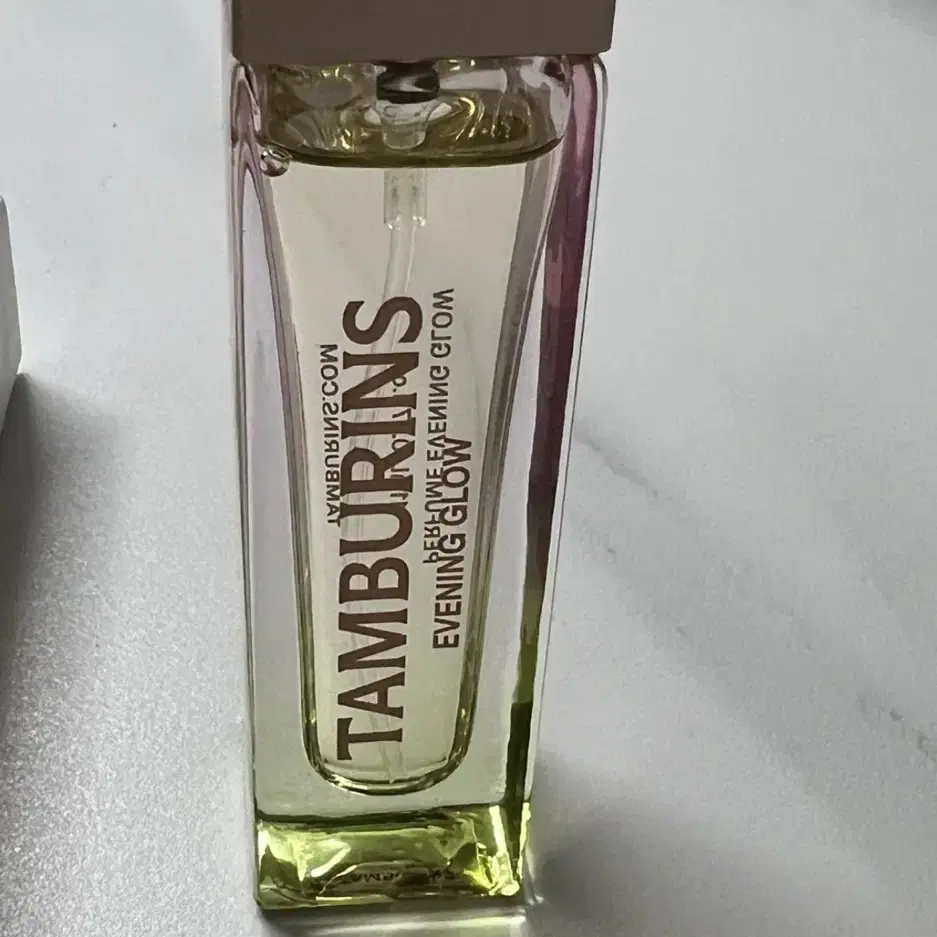 TAMBURINS
EVENING GLOW
TAMBURINS.COM
PERFUME EVENING GLOW